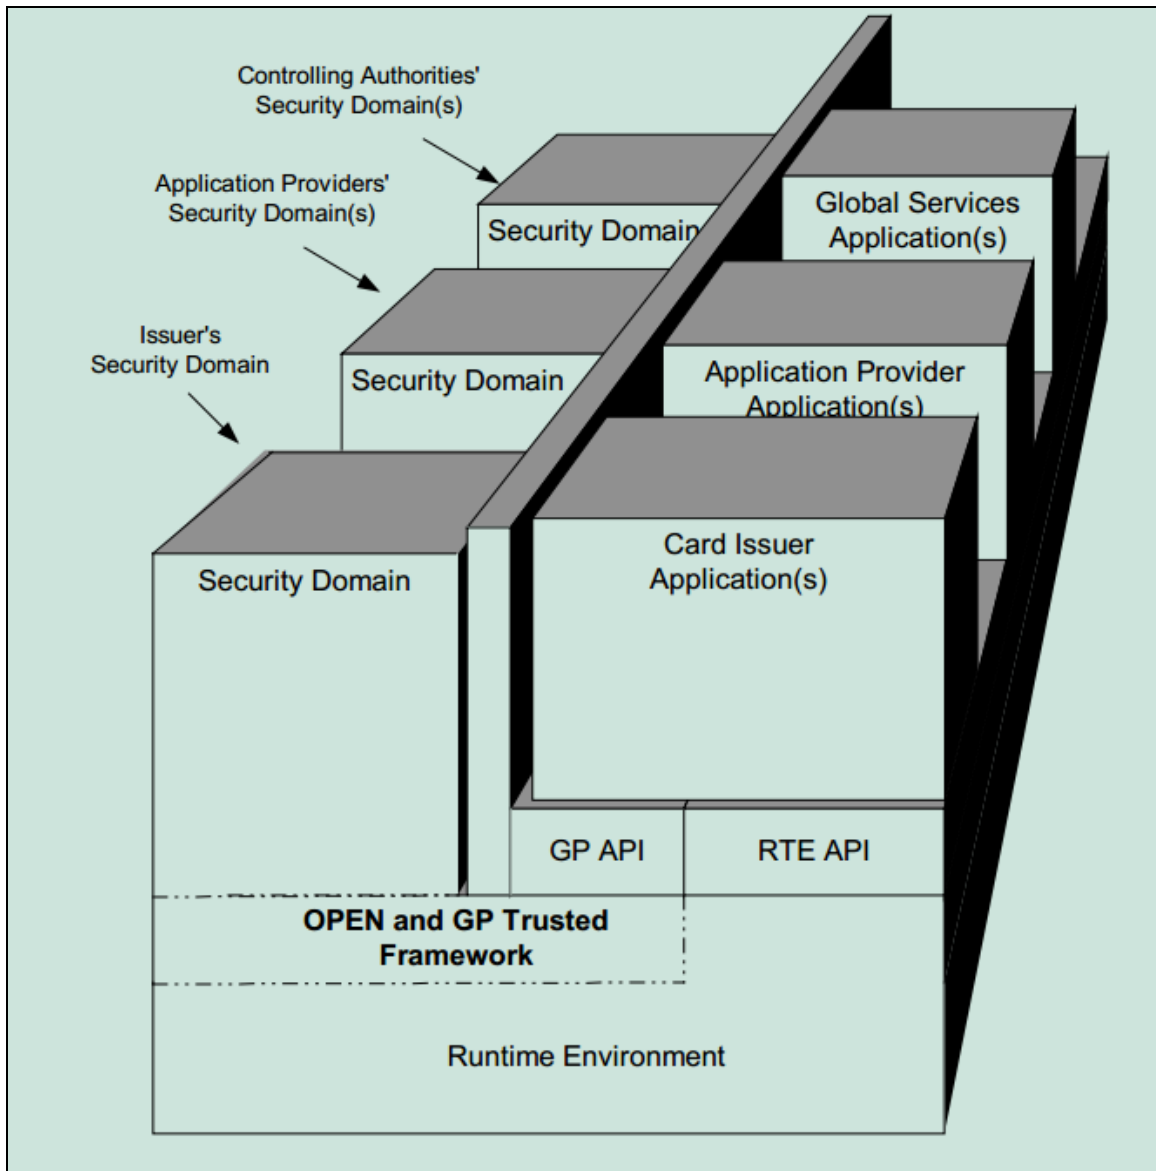 Controlling Authorities'
Security Domain(s)
Application Providers'
Security Domain(s)
Issuer's
Security Domain
Security Domain
Global Services
Application(s)
Security Domain
Application Provider
Application(s)
Security Domain
Card Issuer
Application(s)
GP API
RTE API
OPEN and GP Trusted
Framework
Runtime Environment